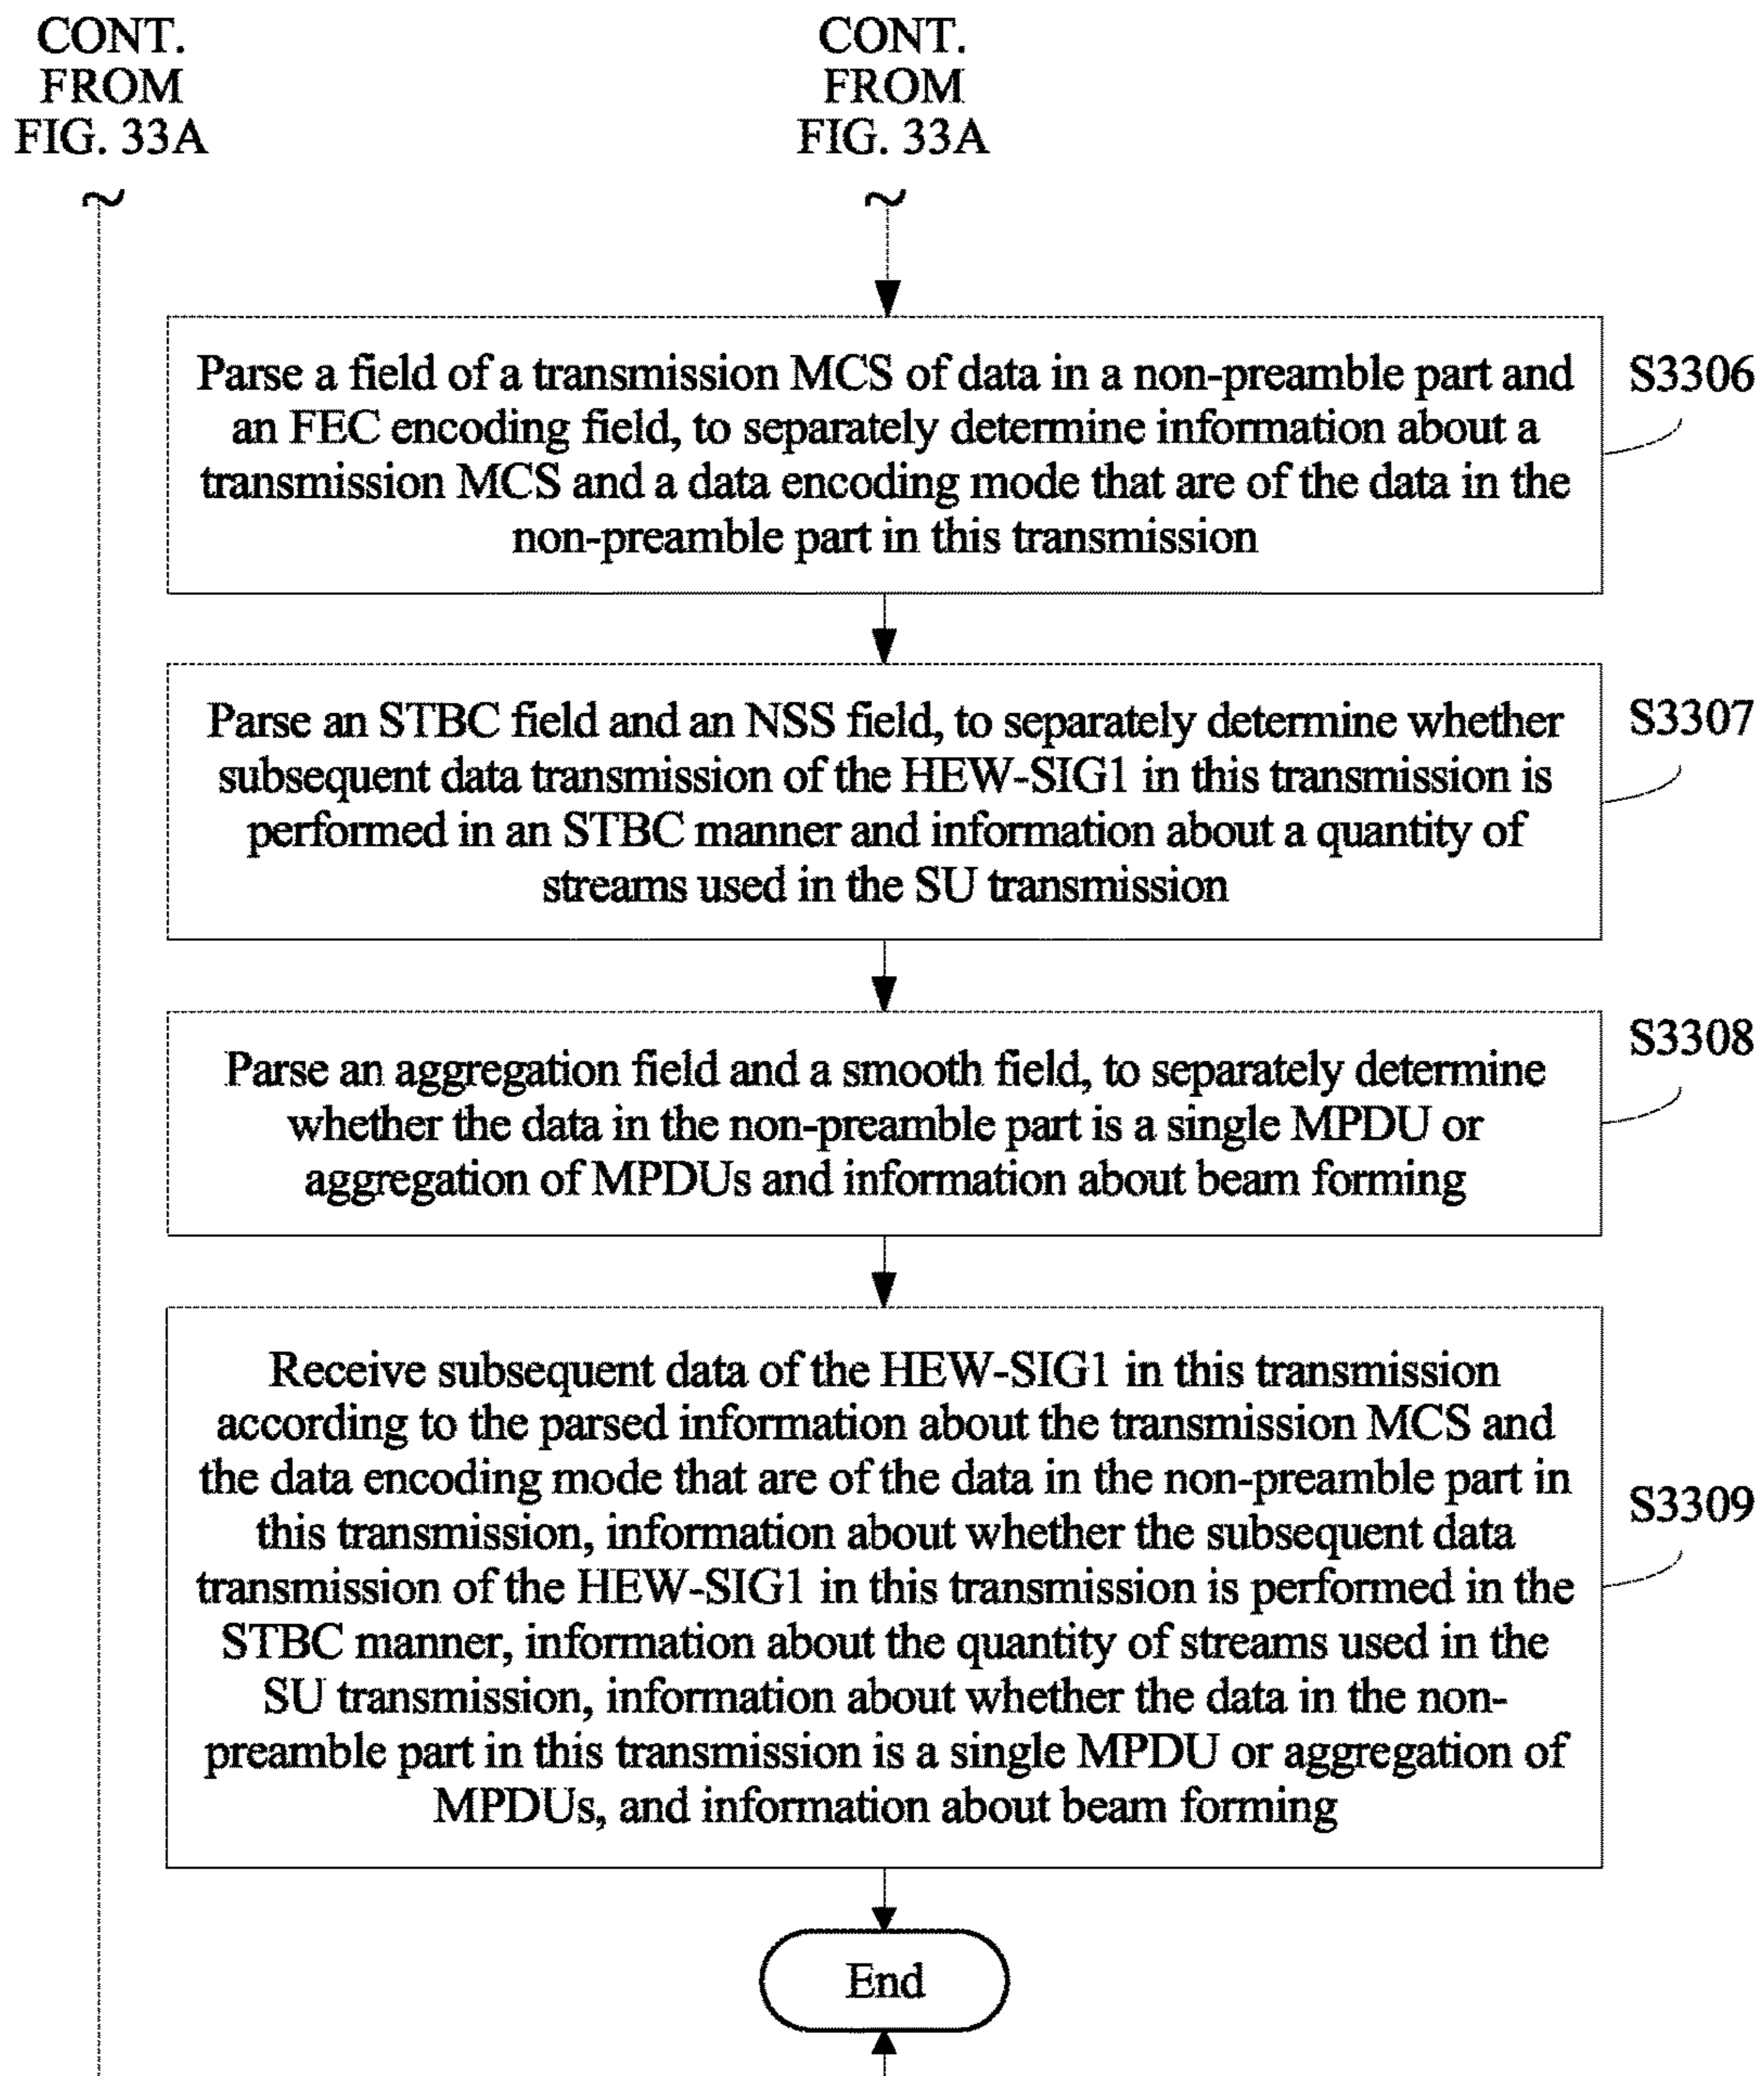 CONT.
FROM
FIG. 33A
CONT.
FROM
FIG. 33A
Parse a field of a transmission MCS of data in a non-preamble part and
an FEC encoding field, to separately determine information about a
transmission MCS and a data encoding mode that are of the data in the
non-preamble part in this transmission
S3306
Parse an STBC field and an NSS field, to separately determine whether
subsequent data transmission of the HEW-SIG1 in this transmission is
performed in an STBC manner and information about a quantity of
streams used in the SU transmission
S3307
Parse an aggregation field and a smooth field, to separately determine
whether the data in the non-preamble part is a single MPDU or
aggregation of MPDUs and information about beam forming
S3308
Receive subsequent data of the HEW-SIG1 in this transmission
according to the parsed information about the transmission MCS and
the data encoding mode that are of the data in the non-preamble part in
this transmission, information about whether the subsequent data
transmission of the HEW-SIG1 in this transmission is performed in the
STBC manner, information about the quantity of streams used in the
SU transmission, information about whether the data in the non-
preamble part in this transmission is a single MPDU or aggregation of
MPDUs, and information about beam forming
S3309
End